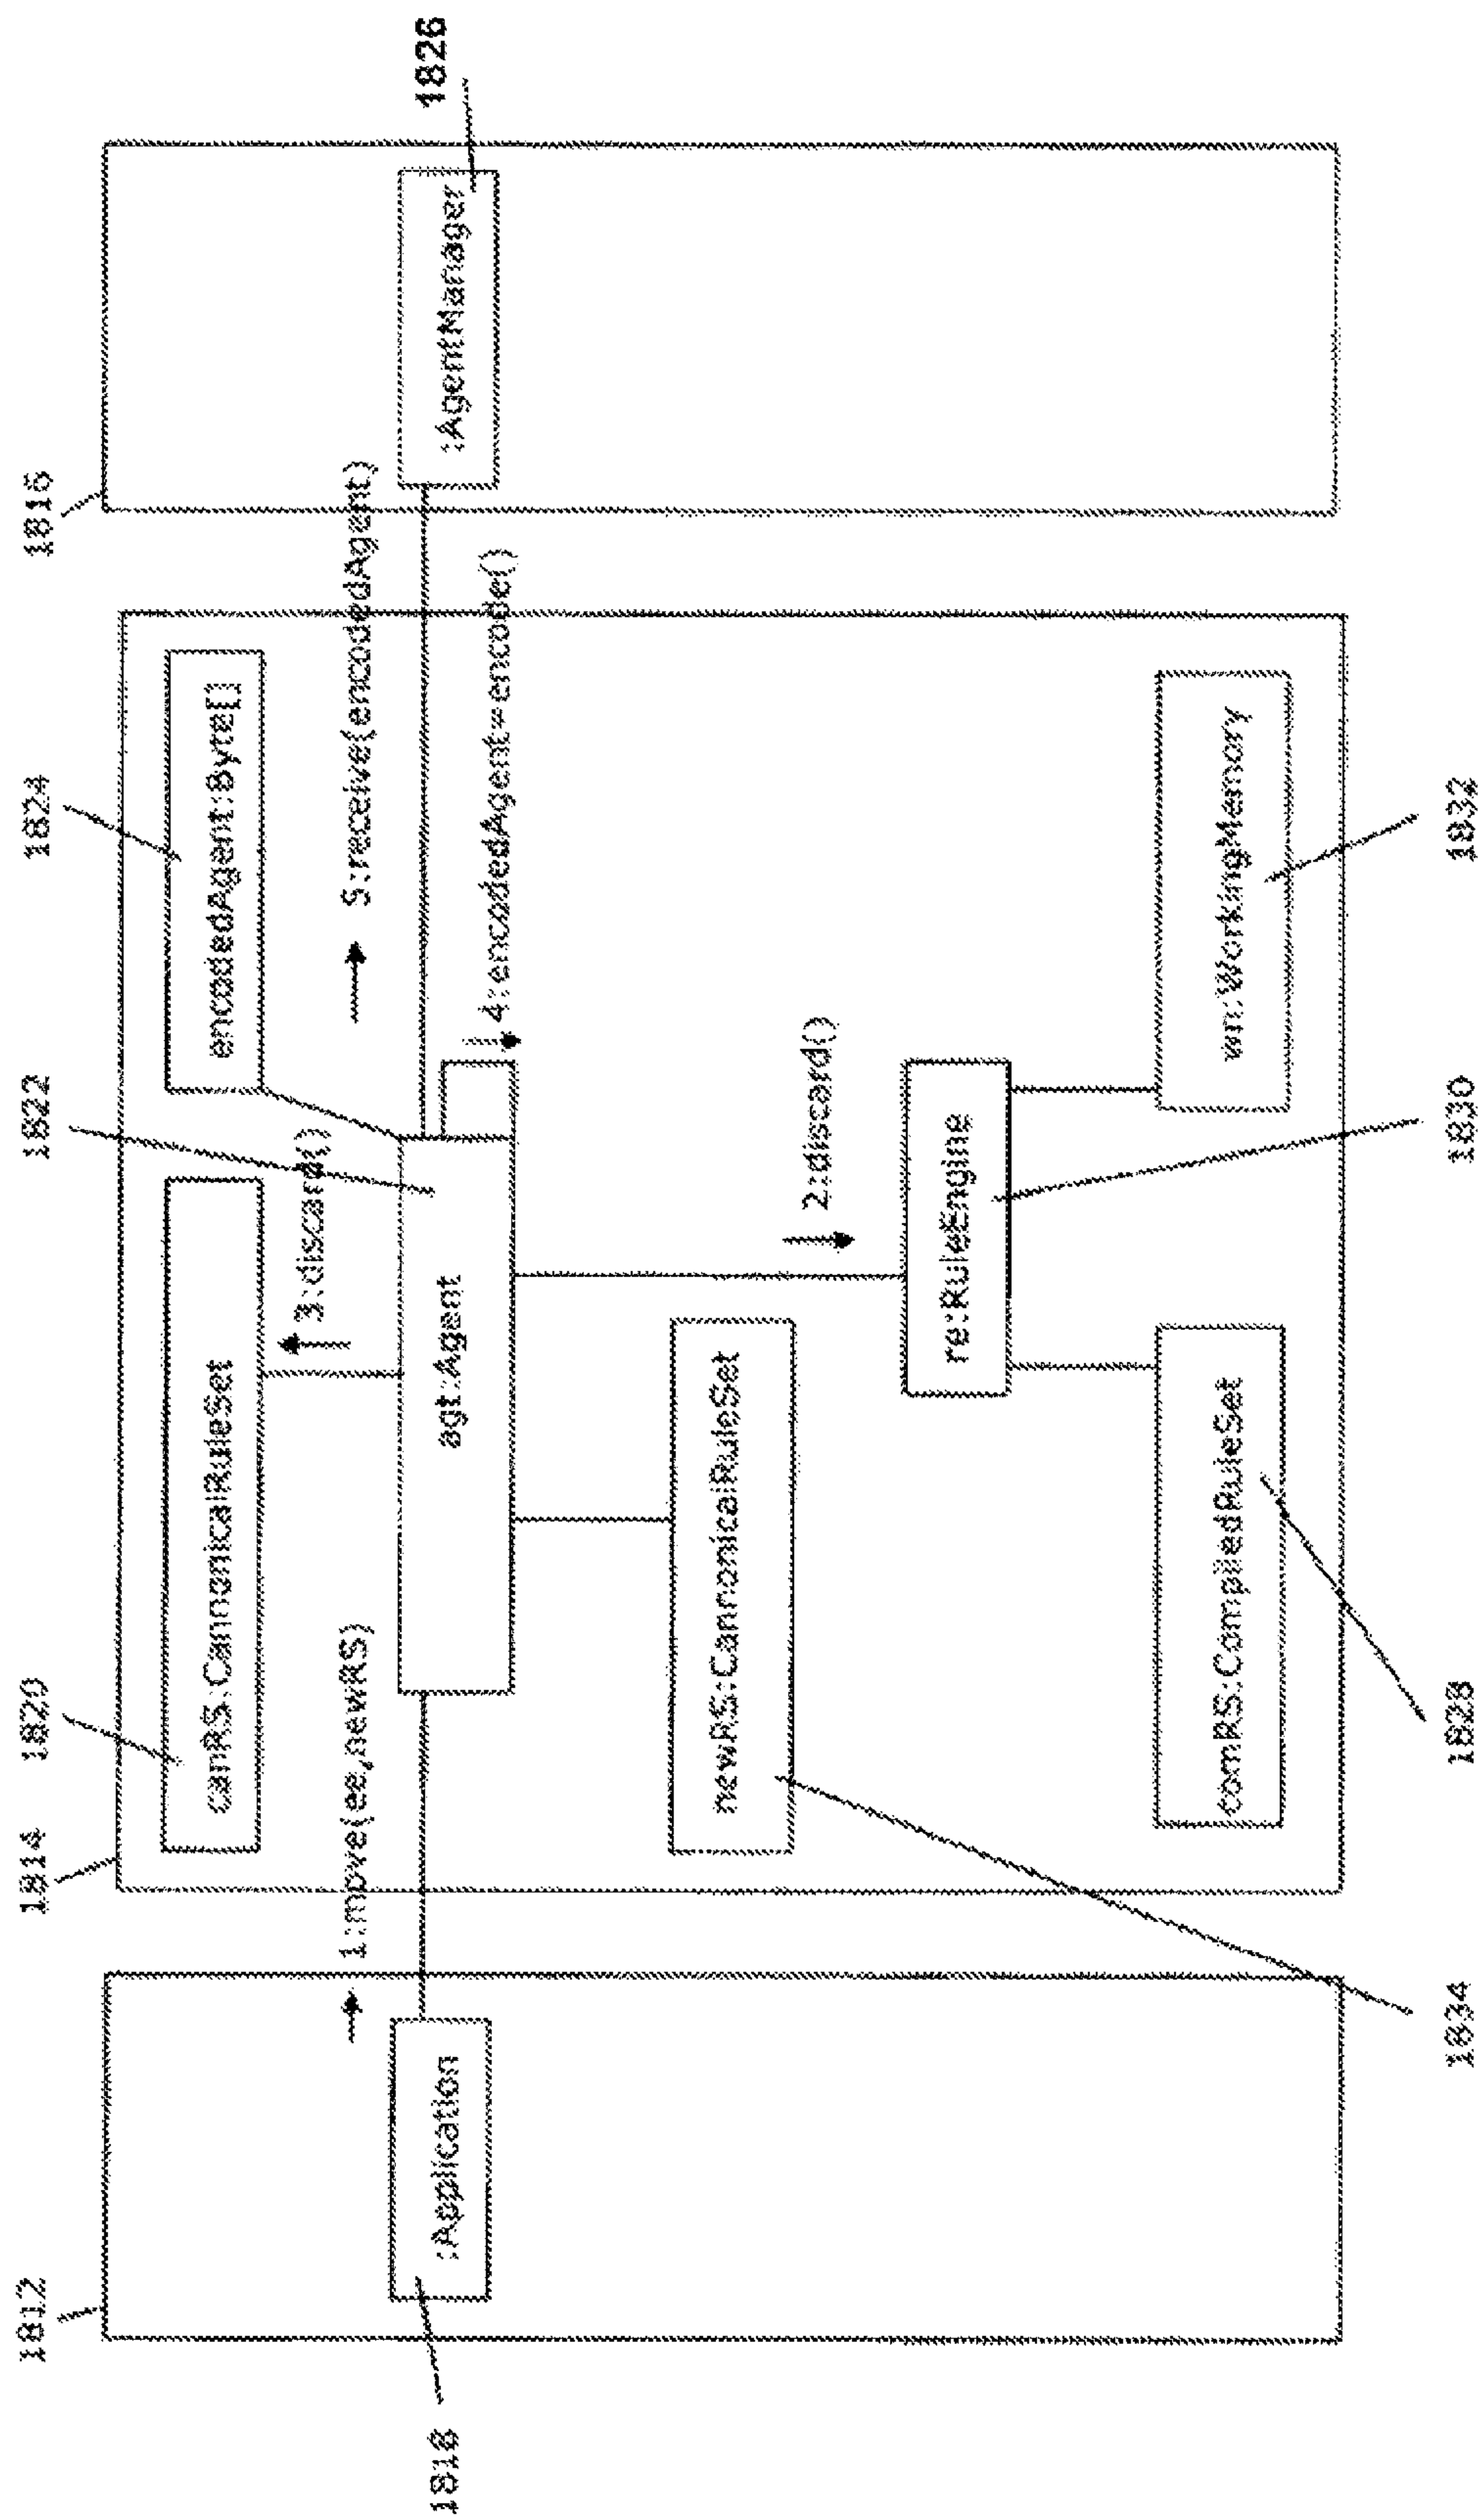 1812
1814
1820
1822
1824
1816
canRS:CannonicalRuleSet
encodedAgent:Byte[]
3:discard()
1:move(ee,newRS)
5:receive(encodedAgent)
:Application
agt:Agent
:AgentManager
1818
1826
4:encodedAgent=encode()
newRS:CannonicalRuleSet
2:discard()
re:RuleEngine
comRS:CompiledRuleSet
wm:WorkingMemory
1834
1828
1830
1832